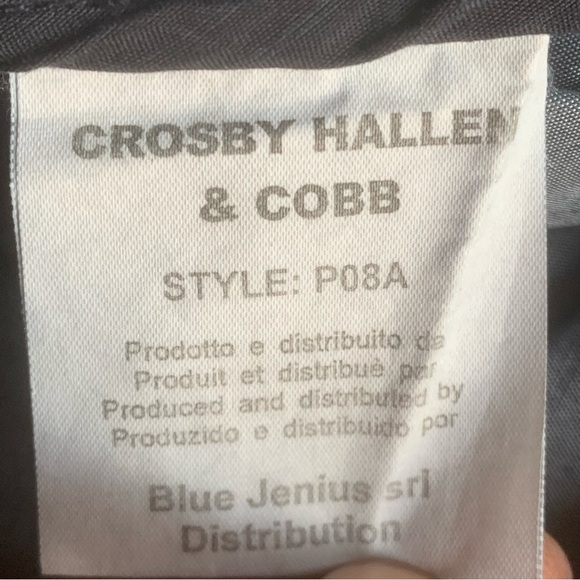 CROSBY HALLEN
& COBB
STYLE: P08A
Prodotto e distribuito da
Produit et distribuè par
Produced and distributed by
Produzido e distribuido por
Blue Jenius srl
Distribution